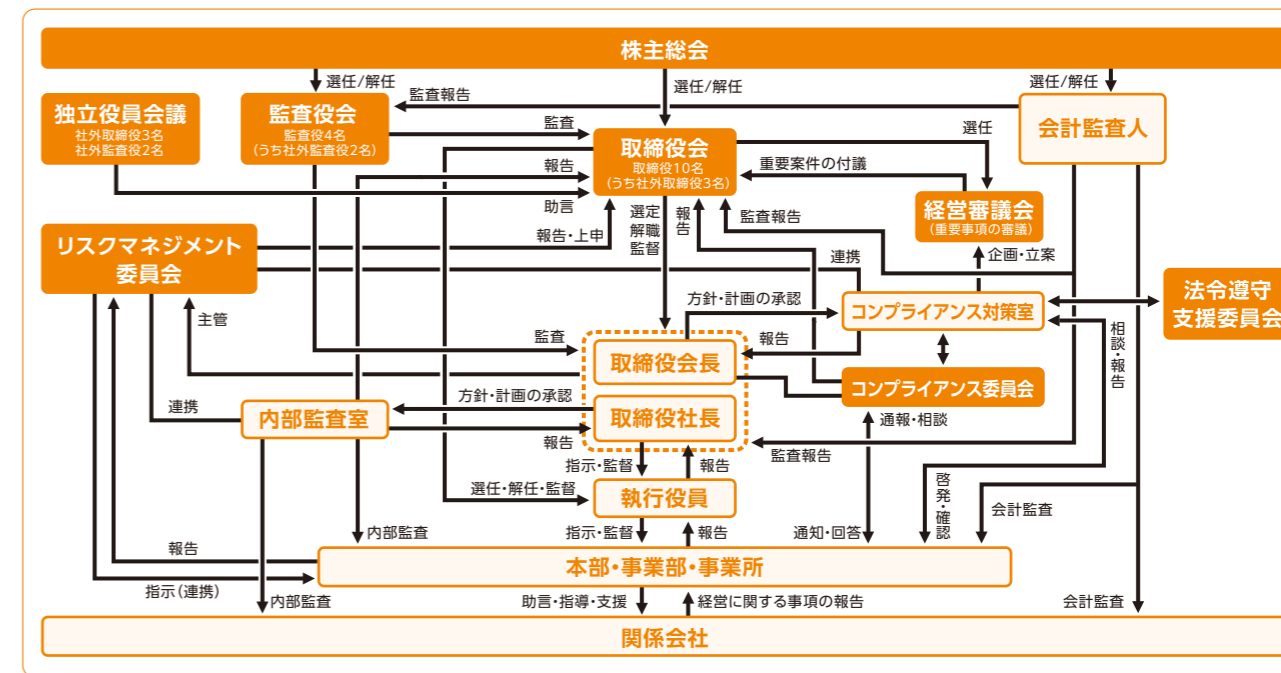 株主総会
選任/解任
選任/解任
選任/解任
独立役員会議
社外取締役3名
社外監査役2名
監査役会
監査役4名
(うち社外監査役2名)
監査報告
会計監査人
監査
取締役会
取締役10名
(うち社外取締役3名)
選任
報告
重要案件の付議
助言
経営審議会
(重要事項の審議)
選定
解職
監督
報告
監査報告
リスクマネジメント
委員会
報告・上申
連携
企画・立案
法令遵守
支援委員会
方針・計画の承認
コンプライアンス対策室
主管
監査
報告
相談・報告
取締役会長
コンプライアンス委員会
連携
方針・計画の承認
内部監査室
取締役社長
通報・相談
報告
監査報告
指示・監督
報告
選任・解任・監督
執行役員
啓発・確認
会計監査
内部監査
指示・監督
報告
通知・回答
報告
本部・事業部・事業所
指示(連携)
内部監査
助言・指導・支援
経営に関する事項の報告
会計監査
関係会社